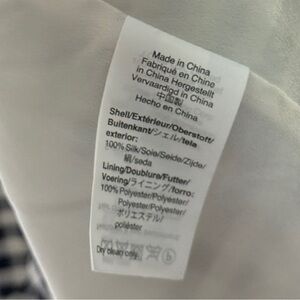 Made in China
Fabriqué en Chine
in China Hergestellt
Vervaardigd in China
中国製
Hecho en China
Shell/Extérieur/Oberstoff/
Buitenkant/シェル/tela
exterior:
100% Silk/Soie/Seide/Zijde/
絹/seda
Lining/Doublure/Futter/
Voering/ライニング/forro:
100% Polyester/Polyester/
Polyester/Polyester/
ポリエステル/
poliéster
Dry clean only